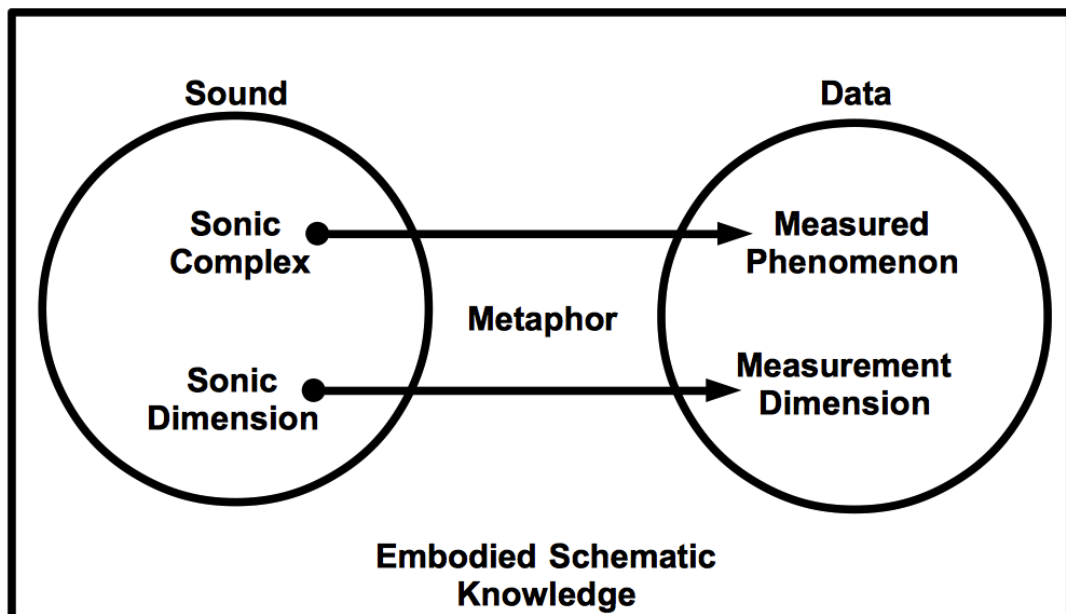 Sound
Data
Sonic
Complex
Measured
Phenomenon
Metaphor
Sonic
Dimension
Measurement
Dimension
Embodied Schematic
Knowledge